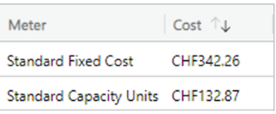 Meter Cost ↑↓
Standard Fixed Cost CHF342.26
Standard Capacity Units CHF132.87